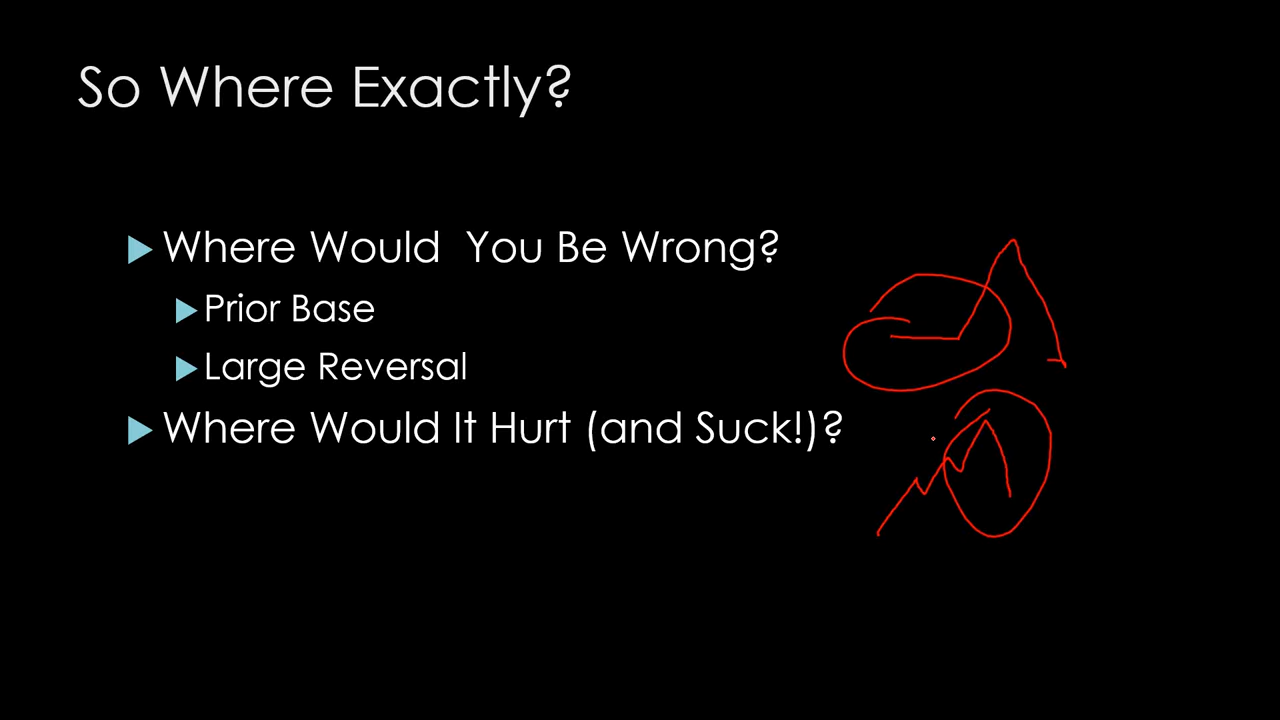 So Where Exactly?
Where Would  You Be Wrong?
Prior Base
Large Reversal
Where Would It Hurt (and Suck!)?